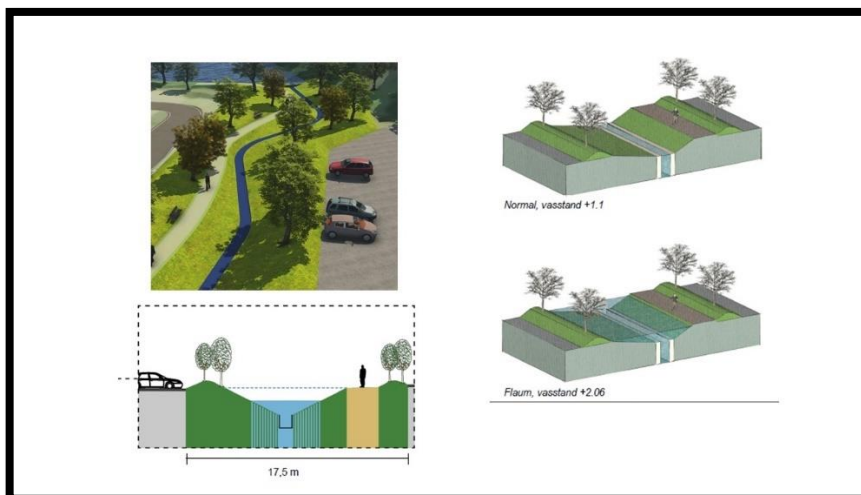 Normal, vasstand +1.1
Flaum, vasstand +2.06
17,5 m